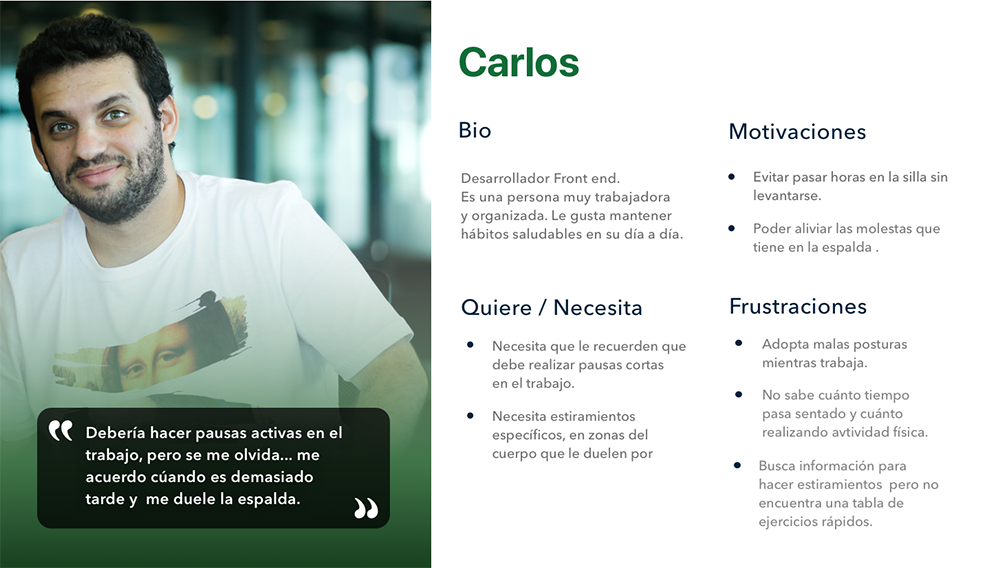 Carlos
Bio
Desarrollador Front end.
Es una persona muy trabajadora
y organizada. Le gusta mantener
hábitos saludables en su día a día.
Motivaciones
Evitar pasar horas en la silla sin
levantarse.
Poder aliviar las molestas que
tiene en la espalda .
Quiere / Necesita
Necesita que le recuerden que
debe realizar pausas cortas
en el trabajo.
Necesita estiramientos
específicos, en zonas del
cuerpo que le duelen por
Frustraciones
Adopta malas posturas
mientras trabaja.
No sabe cuánto tiempo
pasa sentado y cuánto
realizando avtividad física.
Busca información para
hacer estiramientos  pero no
encuentra una tabla de
ejercicios rápidos.
“ Debería hacer pausas activas en el
trabajo, pero se me olvida... me
acuerdo cúando es demasiado
tarde y  me duele la espalda. ”